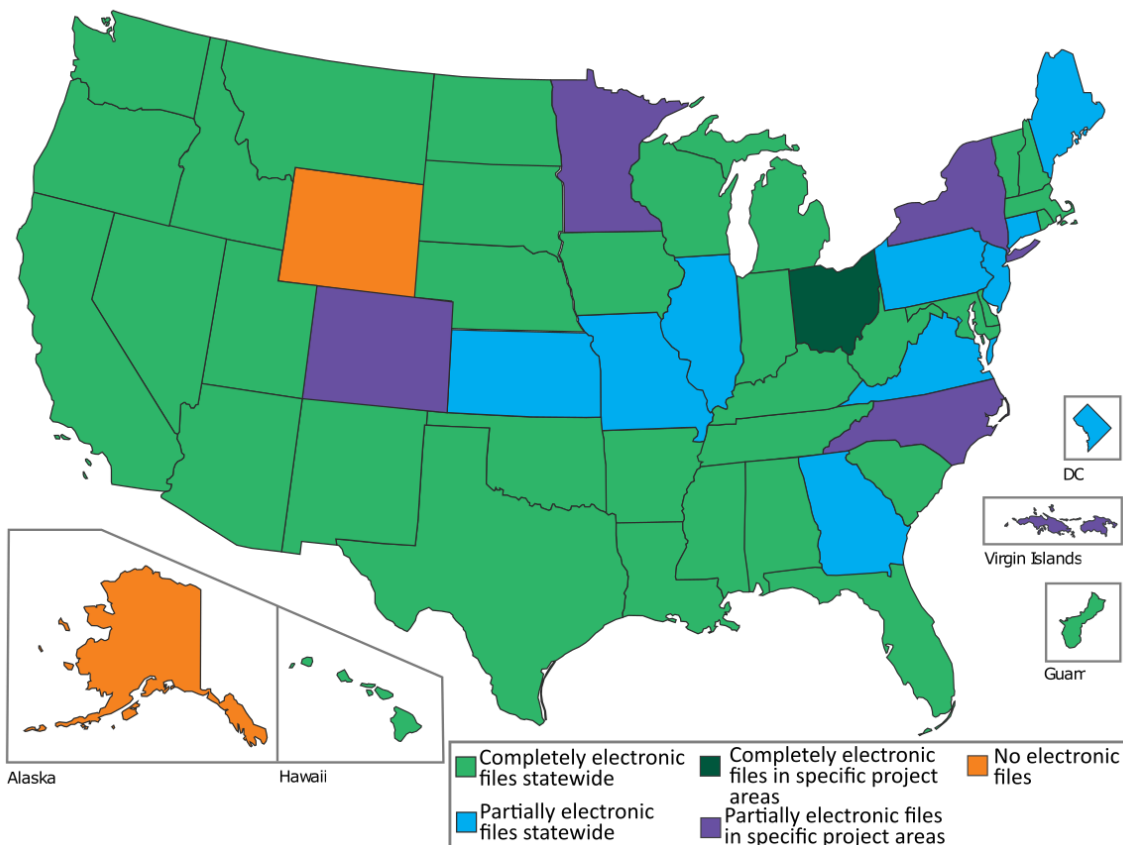 DC
Virgin Islands
Guam
Alaska
Hawaii
Completely electronic
files statewide
Partially electronic
files statewide
Completely electronic
files in specific project
areas
Partially electronic files
in specific project areas
No electronic
files